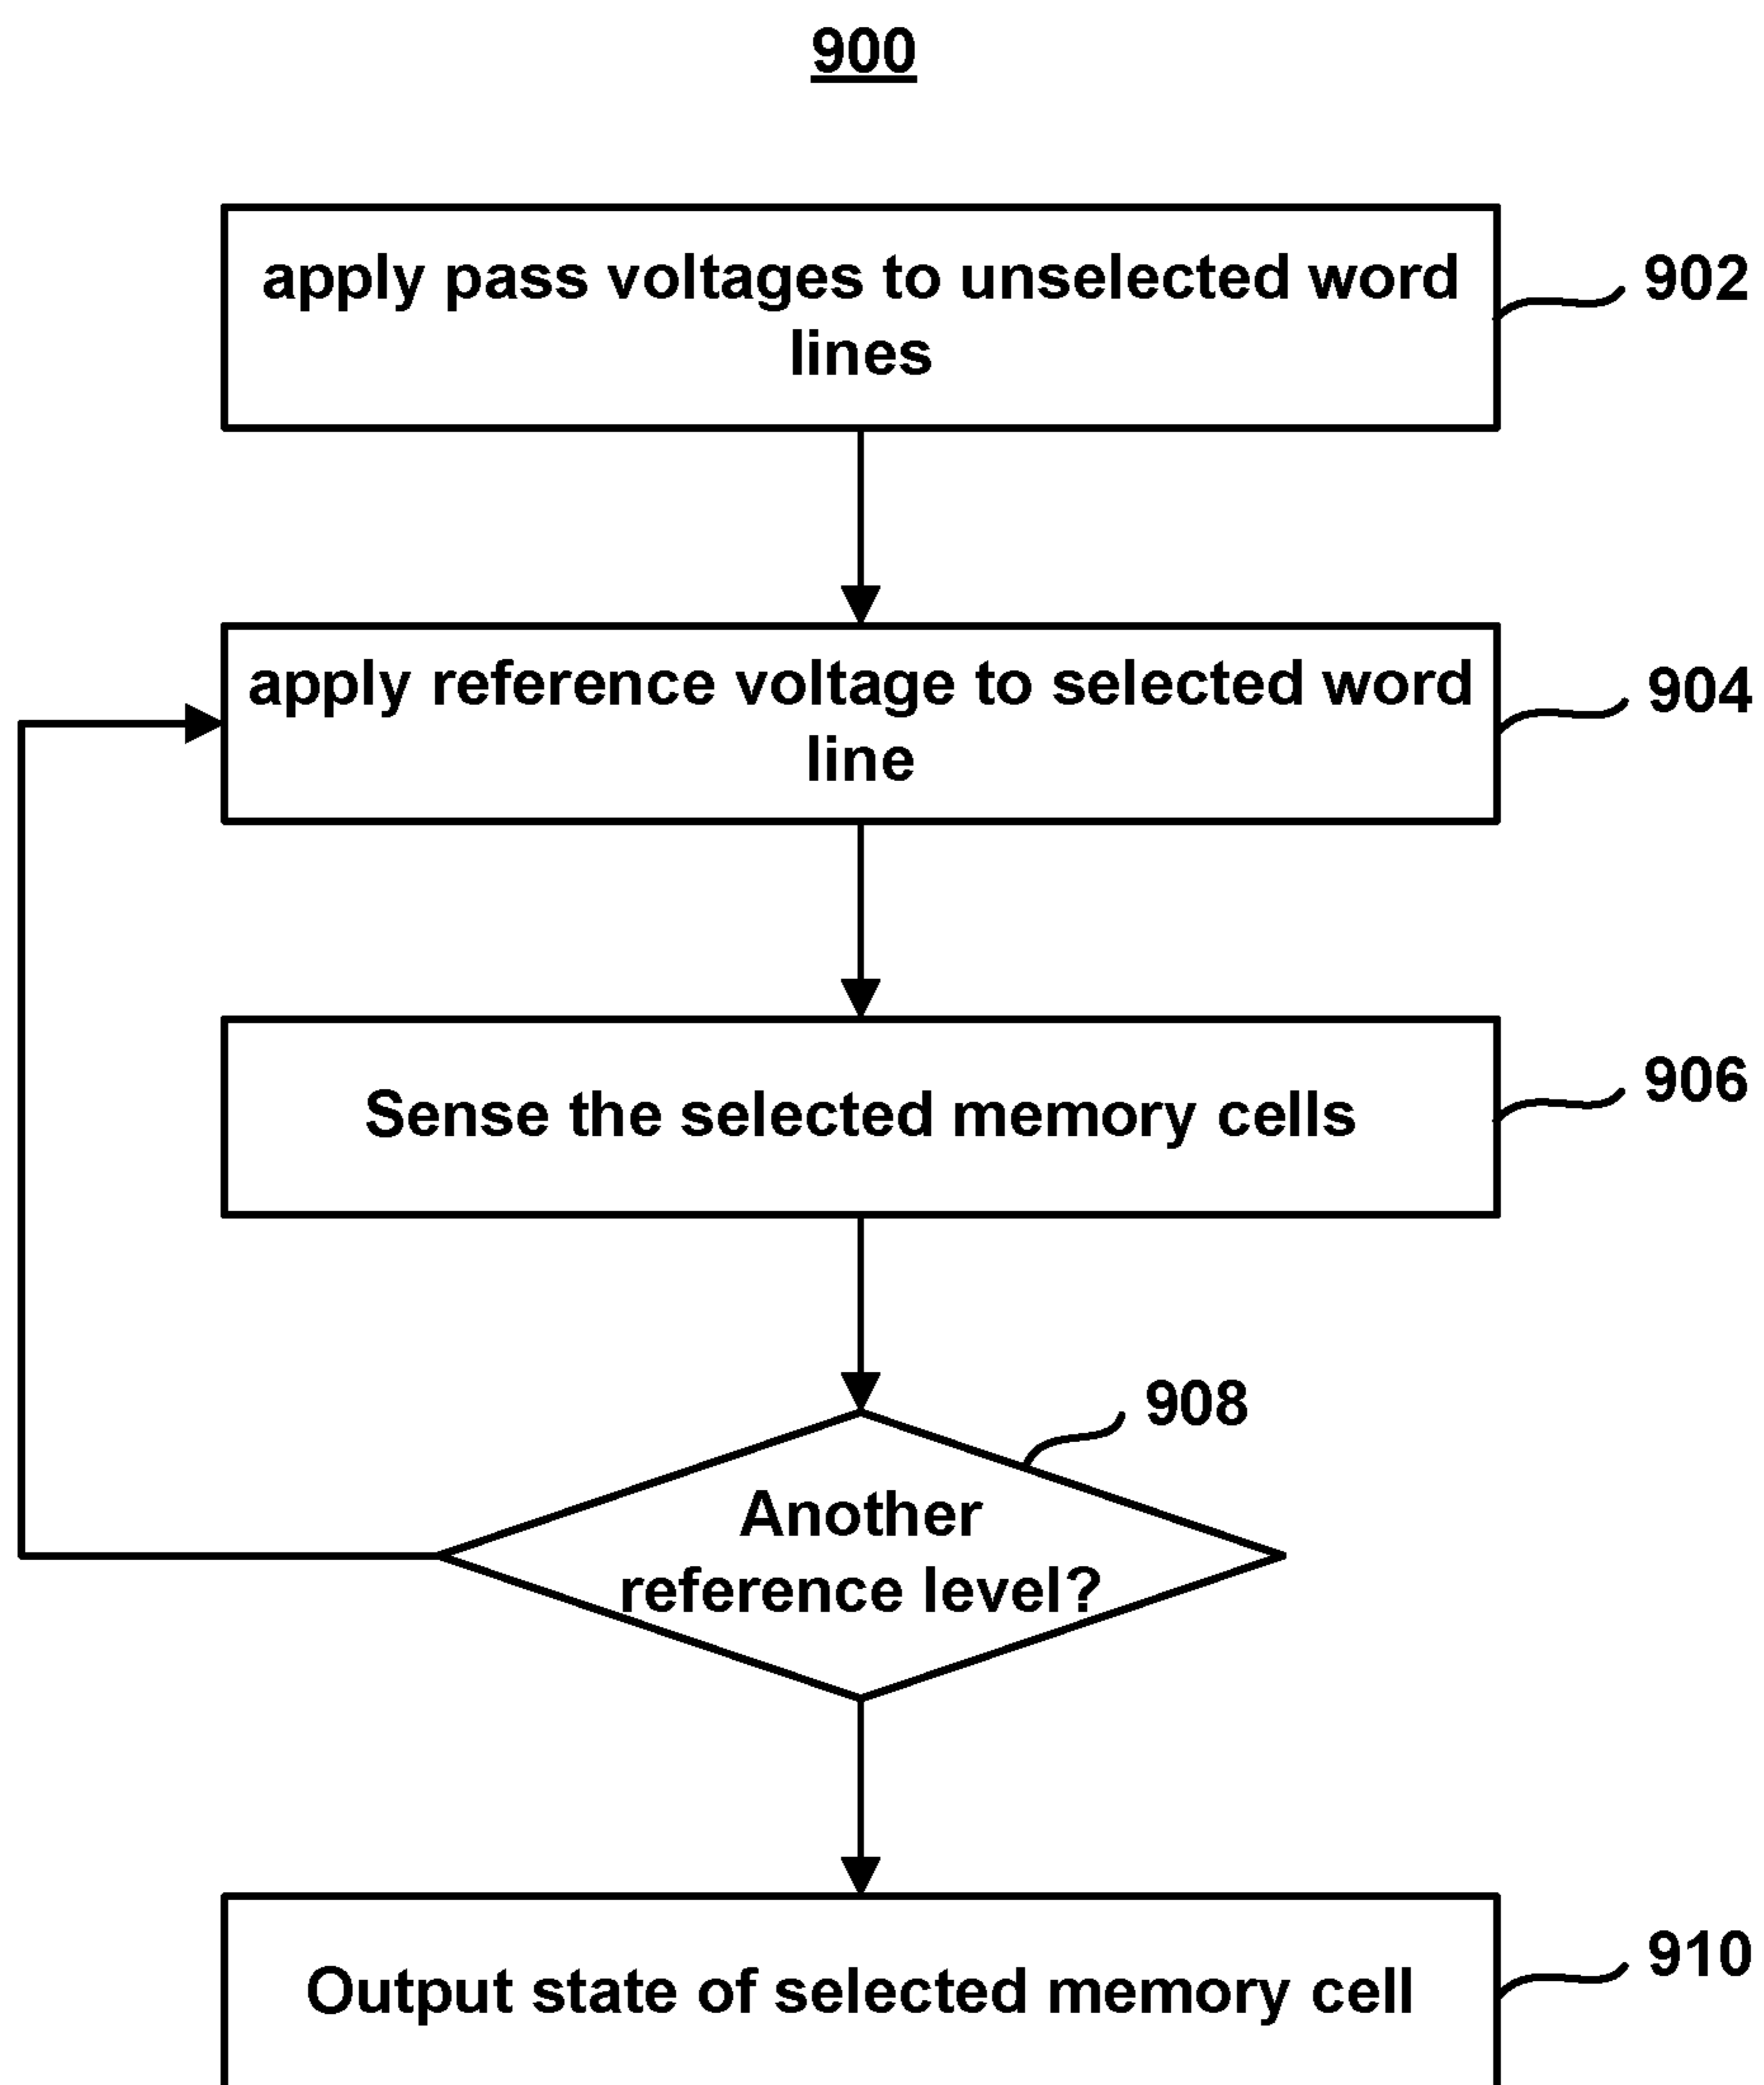 900
apply pass voltages to unselected word
lines
902
apply reference voltage to selected word
line
904
Sense the selected memory cells
906
908
Another
reference level?
Output state of selected memory cell
910